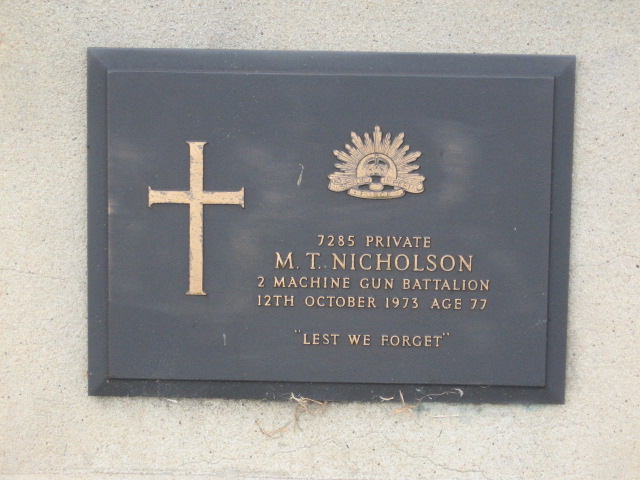 7285 PRIVATE
M. T. NICHOLSON
2 MACHINE GUN BATTALION
12TH OCTOBER 1973 AGE 77
"LEST WE FORGET"